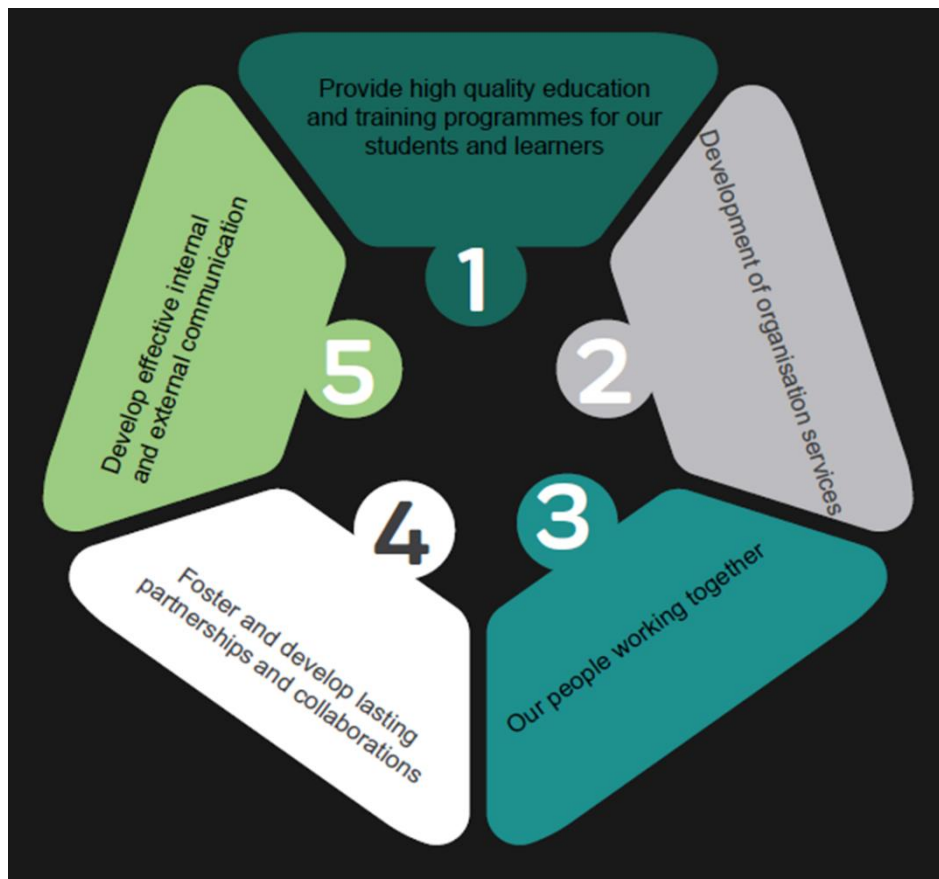 Provide high quality education
and training programmes for our
students and learners
1
Development of organisation services
2
Our people working together
3
Foster and develop lasting
partnerships and collaborations
4
Develop effective internal
and external communication
5